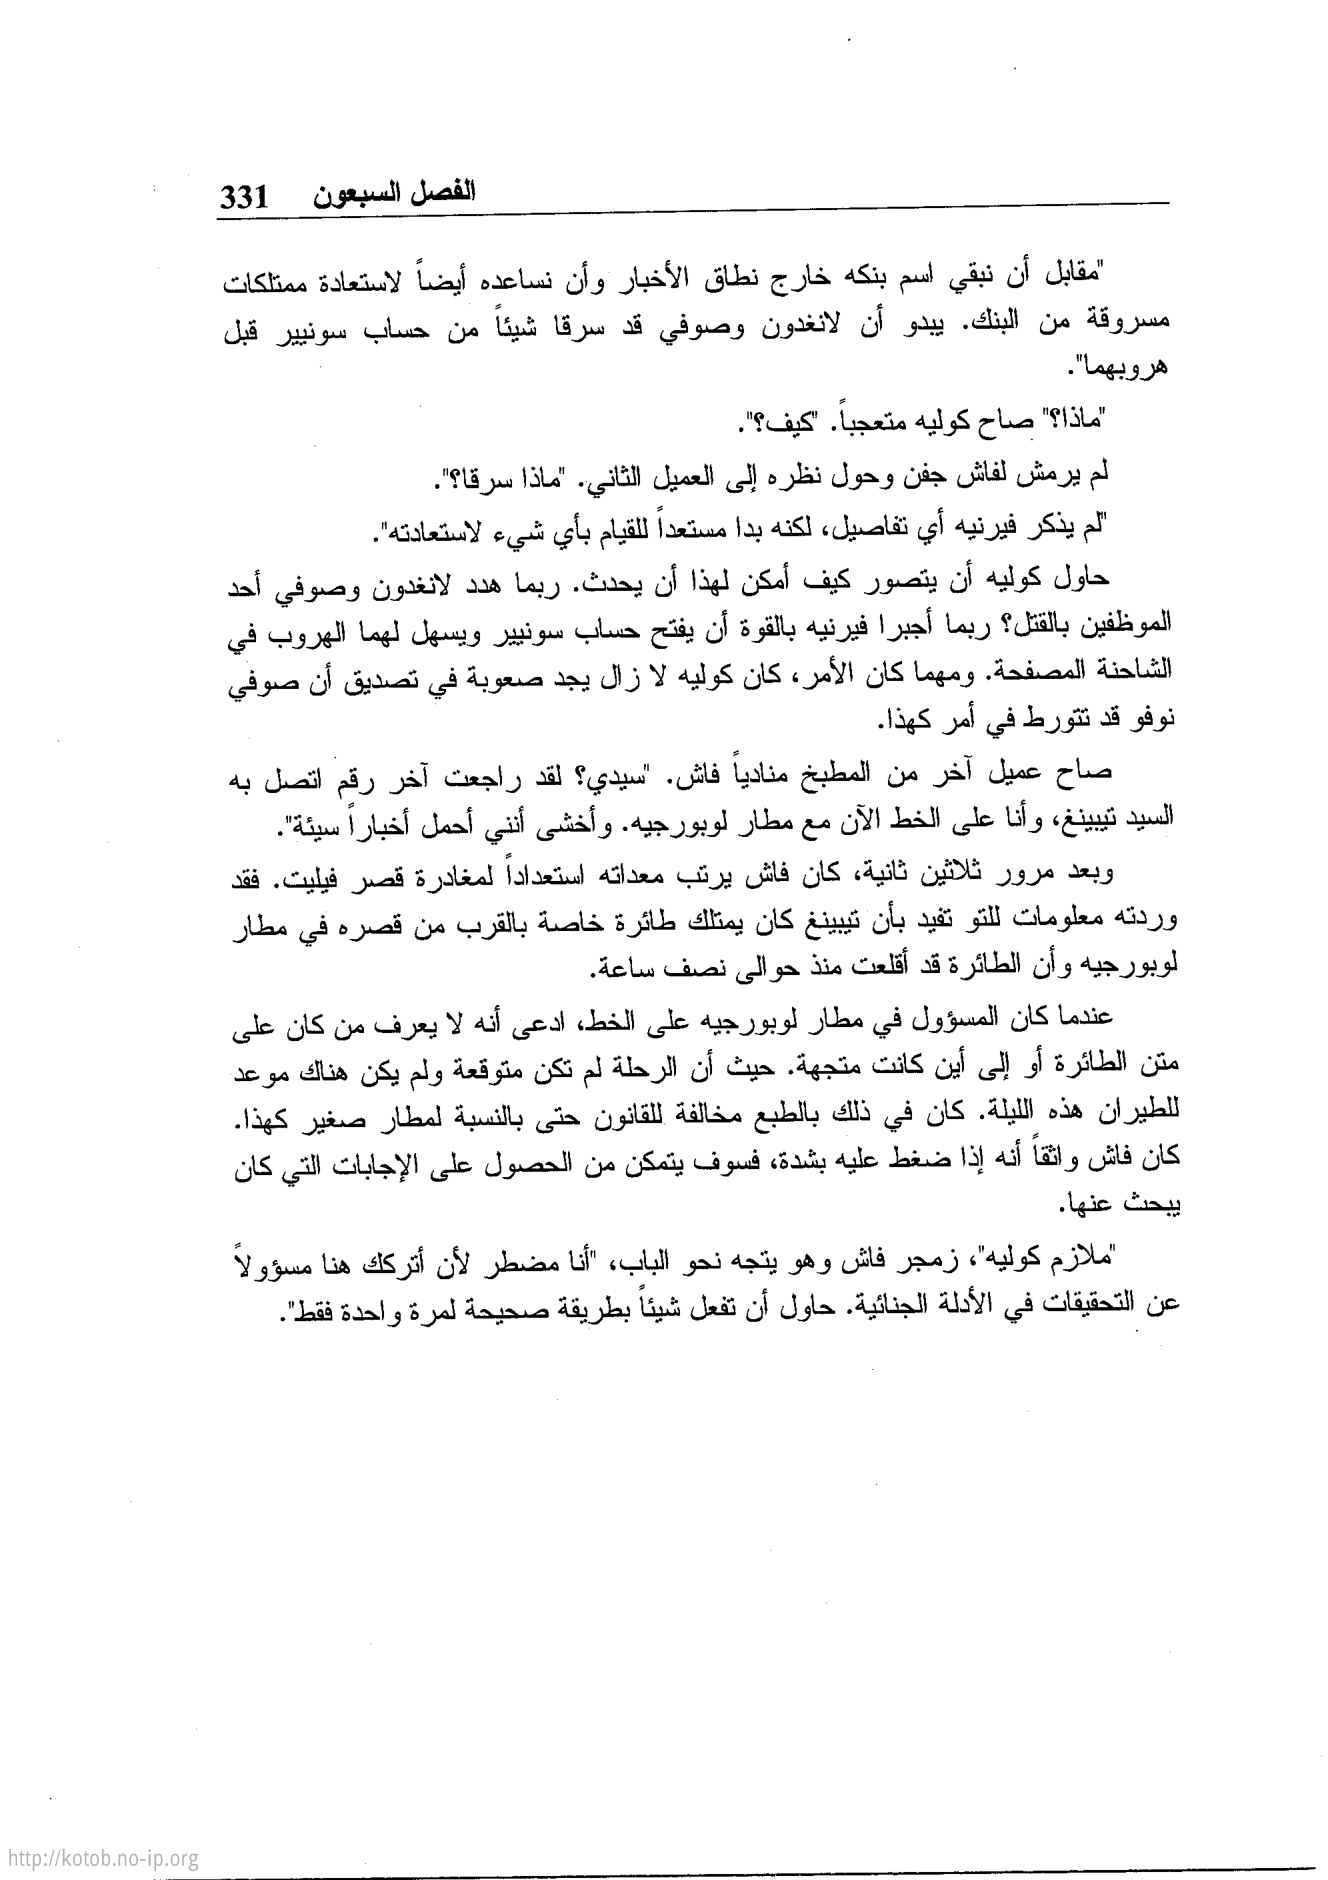 الفصل السبعون 331
"مقابل أن نبقي اسم بنكه خارج نطاق الأخبار وأن نساعده أيضاً لاستعادة ممتلكات
مسروقة من البنك. يبدو أن لانغدون وصوفي قد سرقا شيئاً من حساب سونيير قبل
هروبهما".
"ماذا؟" صاح كوليه متعجباً. "كيف؟".
لم يرمش لفاش جفن وحول نظره إلى العميل الثاني. "ماذا سرقا؟".
"لم يذكر فيرنيه أي تفاصيل، لكنه بدا مستعداً للقيام بأي شيء لاستعادته".
حاول كوليه أن يتصور كيف أمكن لهذا أن يحدث. ربما هدد لانغدون وصوفي أحد
الموظفين بالقتل؟ ربما أجبرا فيرنيه بالقوة أن يفتح حساب سونيير ويسهل لهما الهروب في
الشاحنة المصفحة. ومهما كان الأمر، كان كوليه لا زال يجد صعوبة في تصديق أن صوفي
نوفو قد تتورط في أمر كهذا.
صاح عميل آخر من المطبخ منادياً فاش. "سيدي؟ لقد راجعت آخر رقم اتصل به
السيد تيبينغ، وأنا على الخط الآن مع مطار لوبورجيه. وأخشى أنني أحمل أخباراً سيئة".
وبعد مرور ثلاثين ثانية، كان فاش يرتب معداته استعداداً لمغادرة قصر فيليت. فقد
وردته معلومات للتو تفيد بأن تيبينغ كان يمتلك طائرة خاصة بالقرب من قصره في مطار
لوبورجيه وأن الطائرة قد أقلعت منذ حوالى نصف ساعة.
عندما كان المسؤول في مطار لوبورجيه على الخط، ادعى أنه لا يعرف من كان على
متن الطائرة أو إلى أين كانت متجهة. حيث أن الرحلة لم تكن متوقعة ولم يكن هناك موعد
للطيران هذه الليلة. كان في ذلك بالطبع مخالفة للقانون حتى بالنسبة لمطار صغير كهذا.
كان فاش واثقاً أنه إذا ضغط عليه بشدة، فسوف يتمكن من الحصول على الإجابات التي كان
يبحث عنها.
"ملازم كوليه"، زمجر فاش وهو يتجه نحو الباب، "أنا مضطر لأن أتركك هنا مسؤولاً
عن التحقيقات في الأدلة الجنائية. حاول أن تفعل شيئاً بطريقة صحيحة لمرة واحدة فقط".
http://kotob.no-ip.org